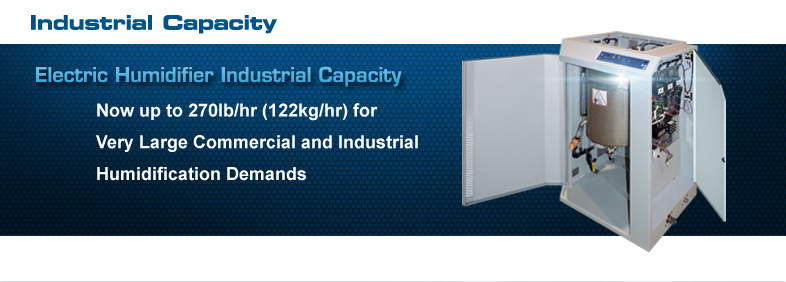 Industrial Capacity
Electric Humidifier Industrial Capacity
Now up to 270lb/hr (122kg/hr) for
Very Large Commercial and Industrial
Humidification Demands